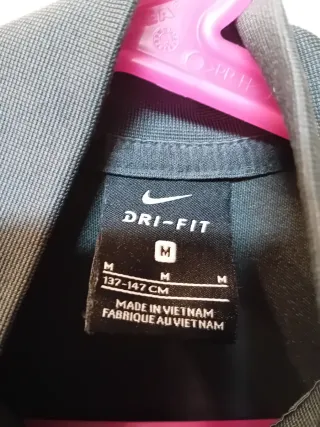 DRI-FIT
M
M M M
137-147 CM
MADE IN VIETNAM
FABRIQUE AU VIETNAM